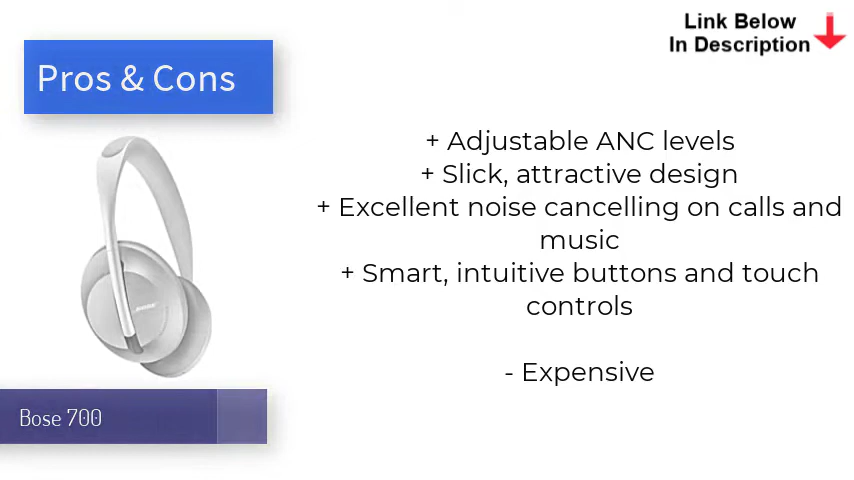 Link Below
In Description
Pros & Cons
+ Adjustable ANC levels
+ Slick, attractive design
+ Excellent noise cancelling on calls and
music
+ Smart, intuitive buttons and touch
controls
- Expensive
BOSE
Bose 700